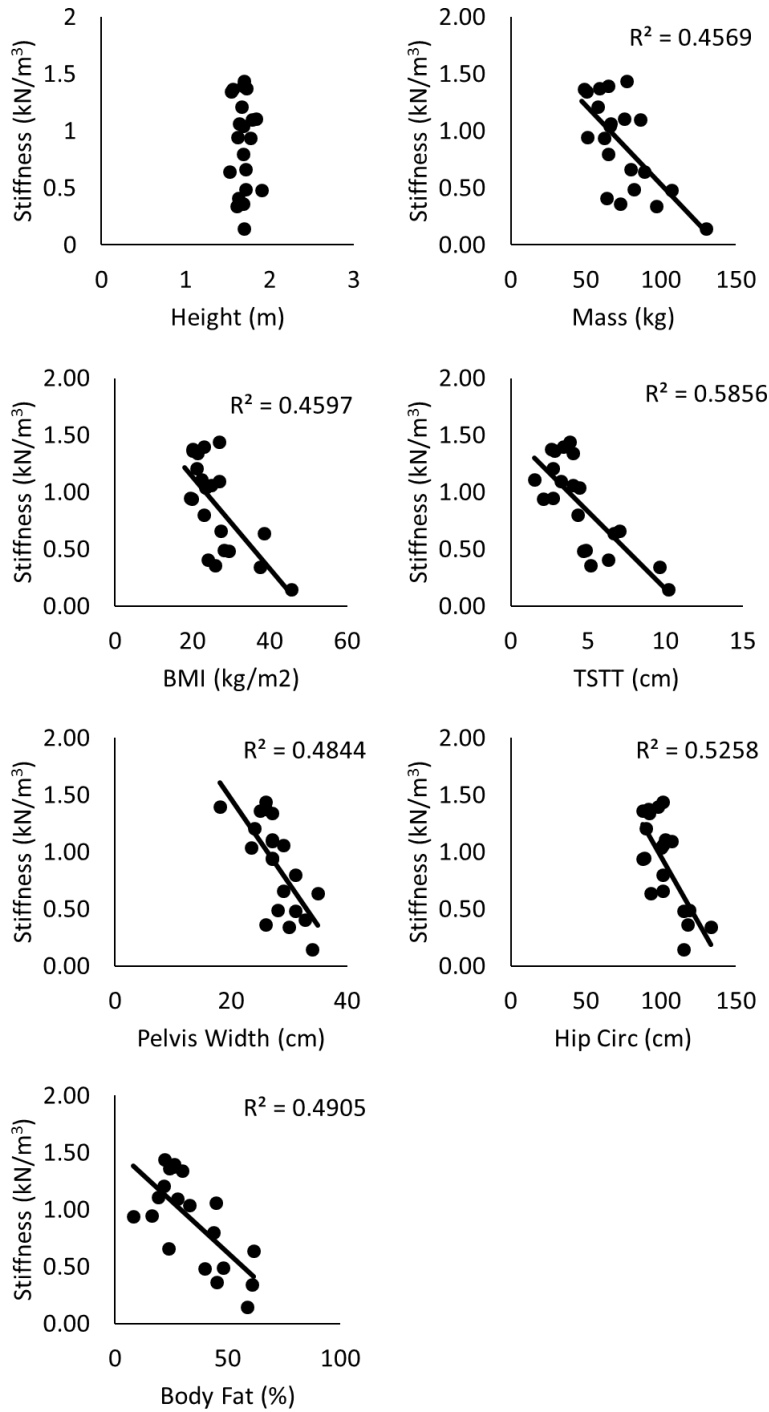 Stiffness (kN/m³)
2
1.5
1
0.5
0
0 1 2 3
Height (m)
R² = 0.4569
Stiffness (kN/m³)
2.00
1.50
1.00
0.50
0.00
0 50 100 150
Mass (kg)
R² = 0.4597
Stiffness (kN/m³)
2.00
1.50
1.00
0.50
0.00
0 20 40 60
BMI (kg/m2)
R² = 0.5856
Stiffness (kN/m³)
2.00
1.50
1.00
0.50
0.00
0 5 10 15
TSTT (cm)
R² = 0.4844
Stiffness (kN/m³)
2.00
1.50
1.00
0.50
0.00
0 20 40
Pelvis Width (cm)
R² = 0.5258
Stiffness (kN/m³)
2.00
1.50
1.00
0.50
0.00
0 50 100 150
Hip Circ (cm)
R² = 0.4905
Stiffness (kN/m³)
2.00
1.50
1.00
0.50
0.00
0 50 100
Body Fat (%)